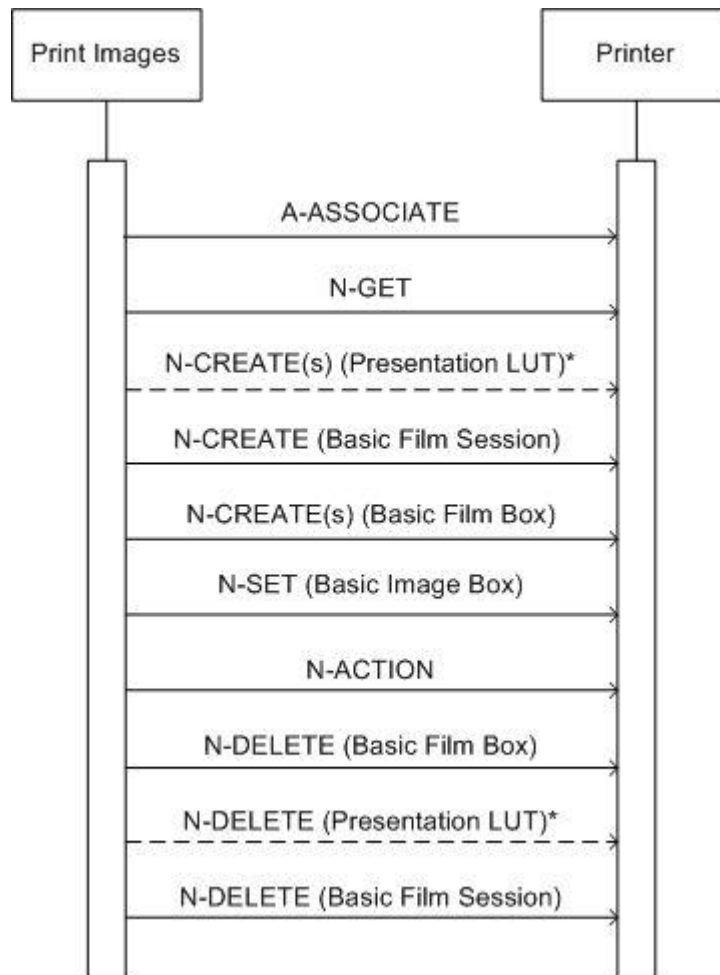 Print Images
Printer
A-ASSOCIATE
N-GET
N-CREATE(s) (Presentation LUT)*
N-CREATE (Basic Film Session)
N-CREATE(s) (Basic Film Box)
N-SET (Basic Image Box)
N-ACTION
N-DELETE (Basic Film Box)
N-DELETE (Presentation LUT)*
N-DELETE (Basic Film Session)